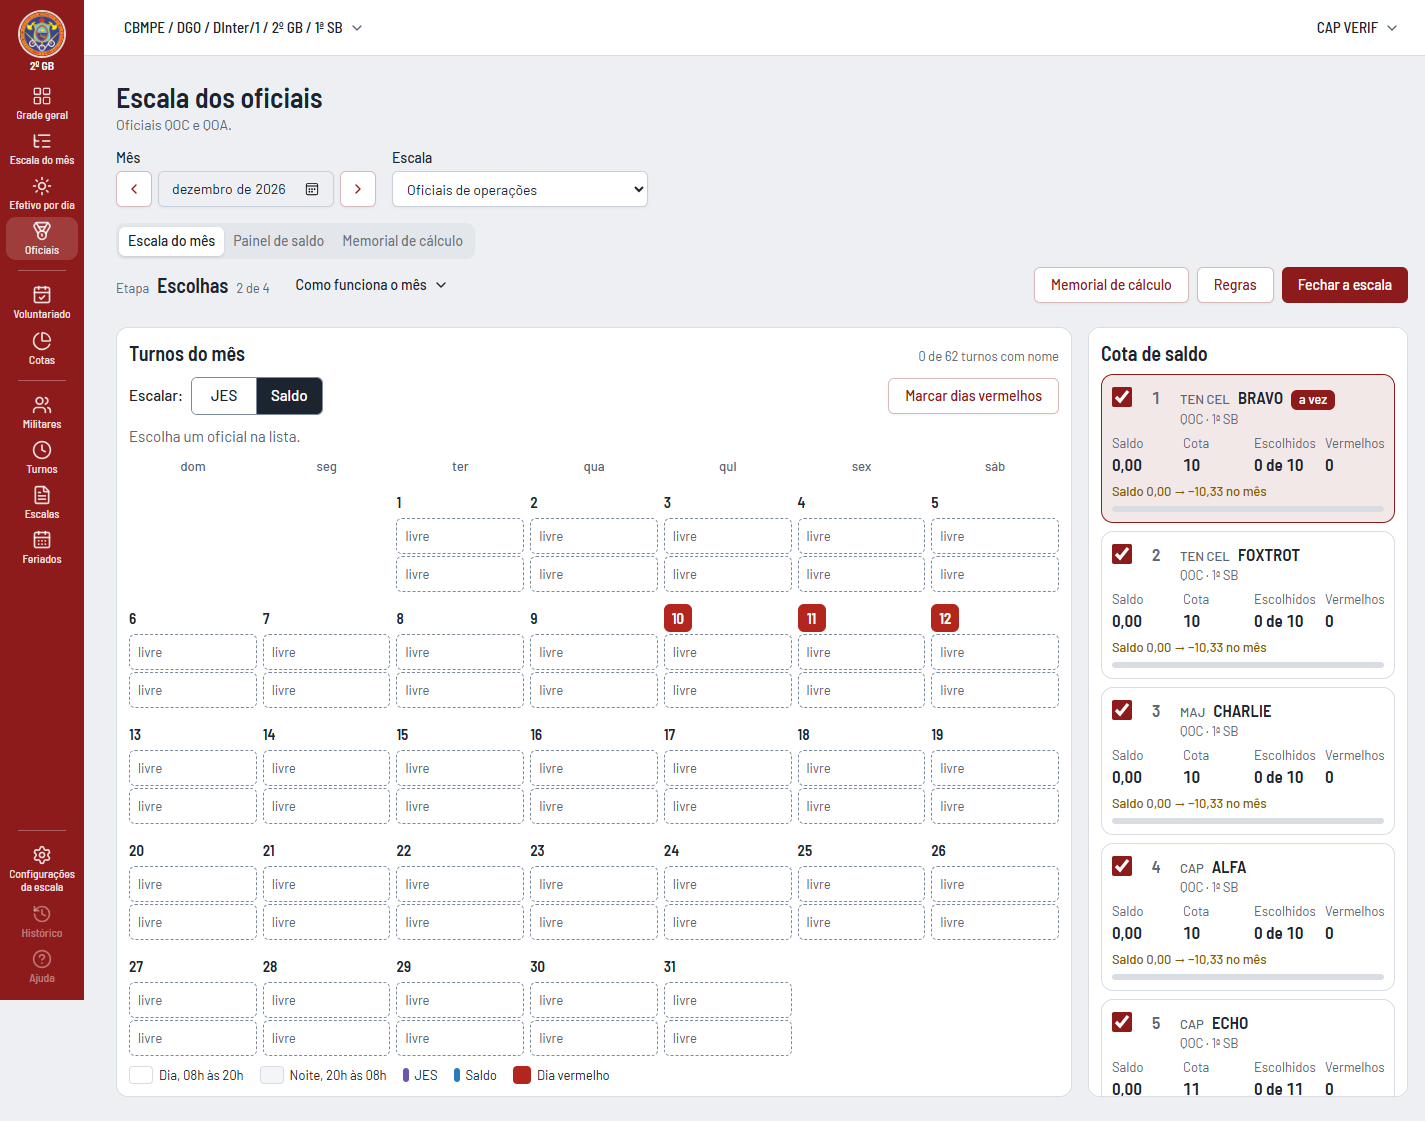 CBMPE / DGO / DInter/1 / 2º GB / 1ª SB
CAP VERIF
2º GB
Grade geral
Escala do mês
Efetivo por dia
Oficiais
Voluntariado
Cotas
Militares
Turnos
Escalas
Feriados
Configurações
da escala
Histórico
Ajuda
Escala dos oficiais
Oficiais QOC e QOA.
Mês
Escala
dezembro de 2026
Oficiais de operações
Escala do mês
Painel de saldo
Memorial de cálculo
Etapa Escolhas 2 de 4
Como funciona o mês
Memorial de cálculo
Regras
Fechar a escala
Turnos do mês
0 de 62 turnos com nome
Escalar: JES Saldo
Marcar dias vermelhos
Escolha um oficial na lista.
dom seg ter qua qui sex sáb
1 2 3 4 5
livre livre livre livre livre
livre livre livre livre livre
6 7 8 9 10 11 12
livre livre livre livre livre livre livre
livre livre livre livre livre livre livre
13 14 15 16 17 18 19
livre livre livre livre livre livre livre
livre livre livre livre livre livre livre
20 21 22 23 24 25 26
livre livre livre livre livre livre livre
livre livre livre livre livre livre livre
27 28 29 30 31
livre livre livre livre livre
livre livre livre livre livre
Dia, 08h às 20h Noite, 20h às 08h JES Saldo Dia vermelho
Cota de saldo
1 TEN CEL BRAVO a vez
QOC · 1ª SB
Saldo Cota Escolhidos Vermelhos
0,00 10 0 de 10 0
Saldo 0,00 → −10,33 no mês
2 TEN CEL FOXTROT
QOC · 1ª SB
Saldo Cota Escolhidos Vermelhos
0,00 10 0 de 10 0
Saldo 0,00 → −10,33 no mês
3 MAJ CHARLIE
QOC · 1ª SB
Saldo Cota Escolhidos Vermelhos
0,00 10 0 de 10 0
Saldo 0,00 → −10,33 no mês
4 CAP ALFA
QOC · 1ª SB
Saldo Cota Escolhidos Vermelhos
0,00 10 0 de 10 0
Saldo 0,00 → −10,33 no mês
5 CAP ECHO
QOC · 1ª SB
Saldo Cota Escolhidos Vermelhos
0,00 11 0 de 11 0